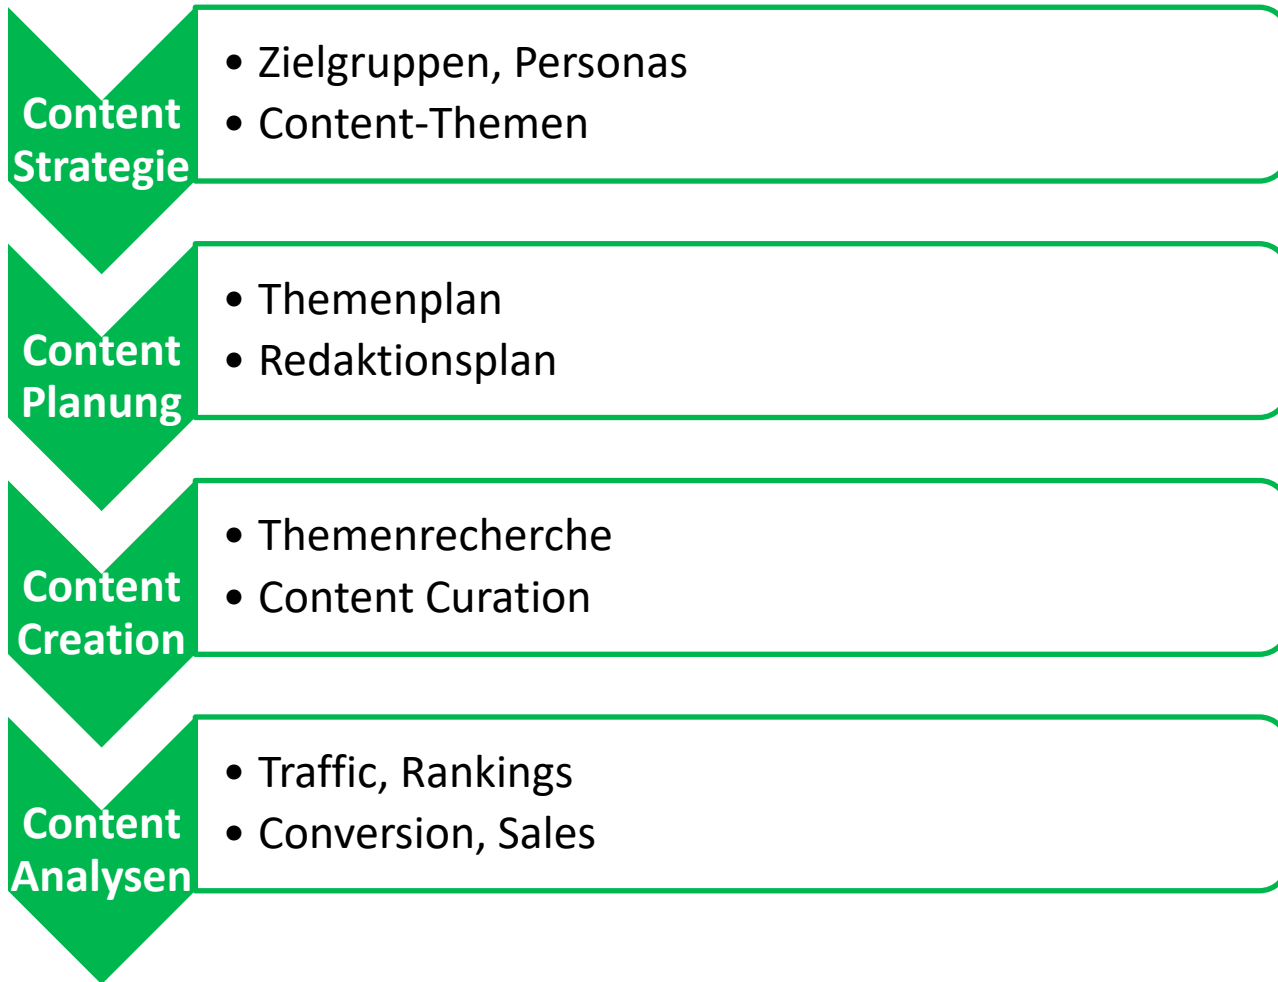 Content
Strategie
• Zielgruppen, Personas
• Content-Themen
Content
Planung
• Themenplan
• Redaktionsplan
Content
Creation
• Themenrecherche
• Content Curation
Content
Analysen
• Traffic, Rankings
• Conversion, Sales